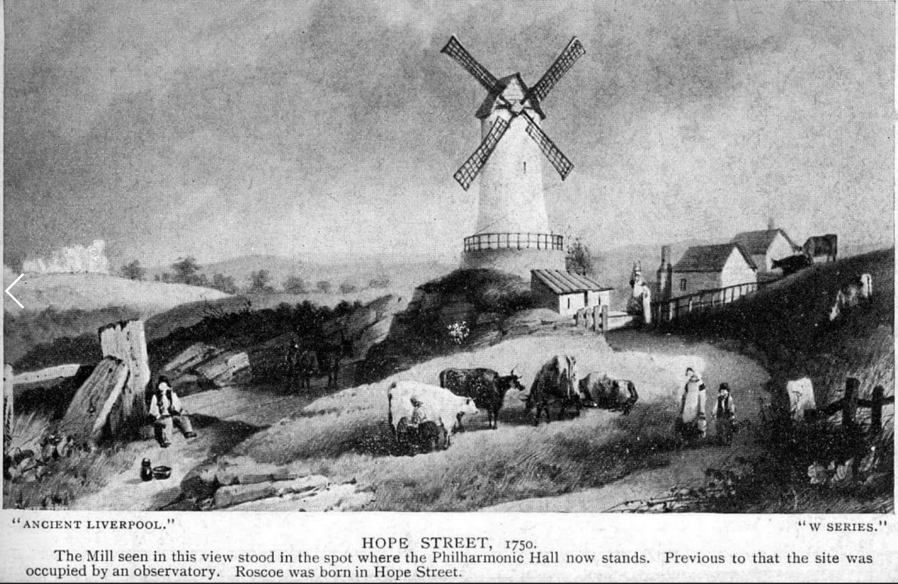 "ANCIENT LIVERPOOL." "W SERIES."
HOPE STREET, 1750.
The Mill seen in this view stood in the spot where the Philharmonic Hall now stands. Previous to that the site was
occupied by an observatory. Roscoe was born in Hope Street.